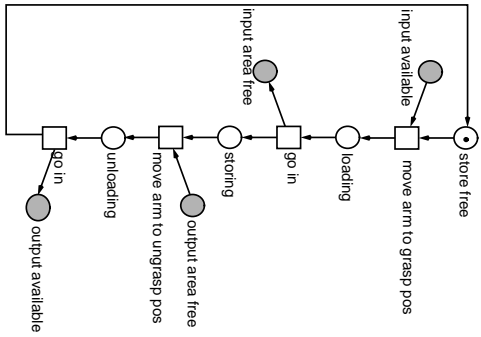 store free
input available
move arm to grasp pos
loading
input area free
go in
storing
output area free
move arm to ungrasp pos
unloading
go in
output available